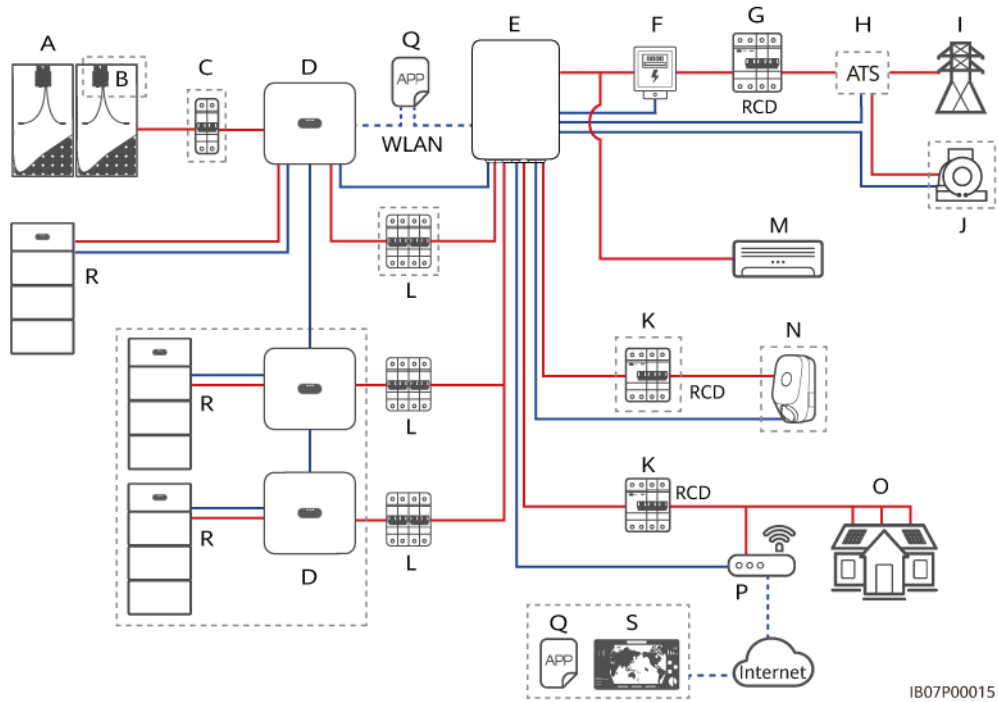 A
B
C
D
Q
APP
WLAN
E
F
G
RCD
H
ATS
I
J
M
R
L
K
RCD
N
R
L
K
RCD
O
R
D
L
P
Q
APP
S
Internet
IB07P00015